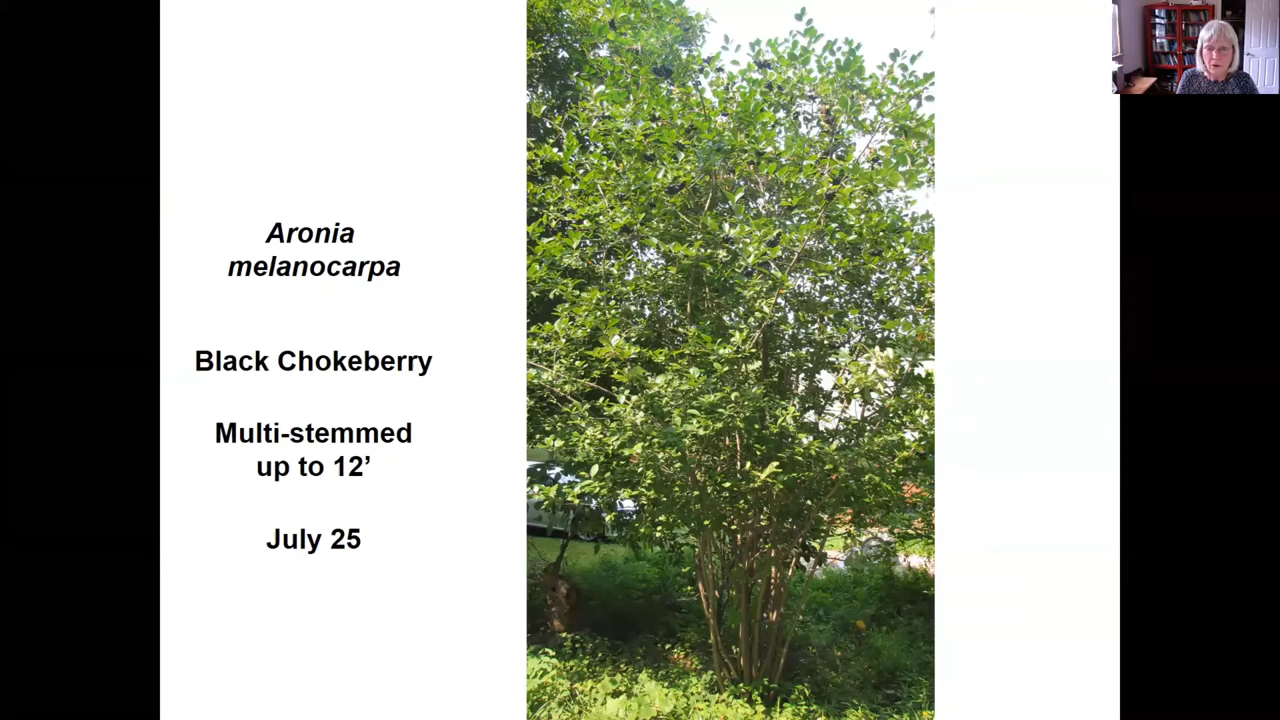 Aronia
melanocarpa
Black Chokeberry
Multi-stemmed
up to 12’
July 25